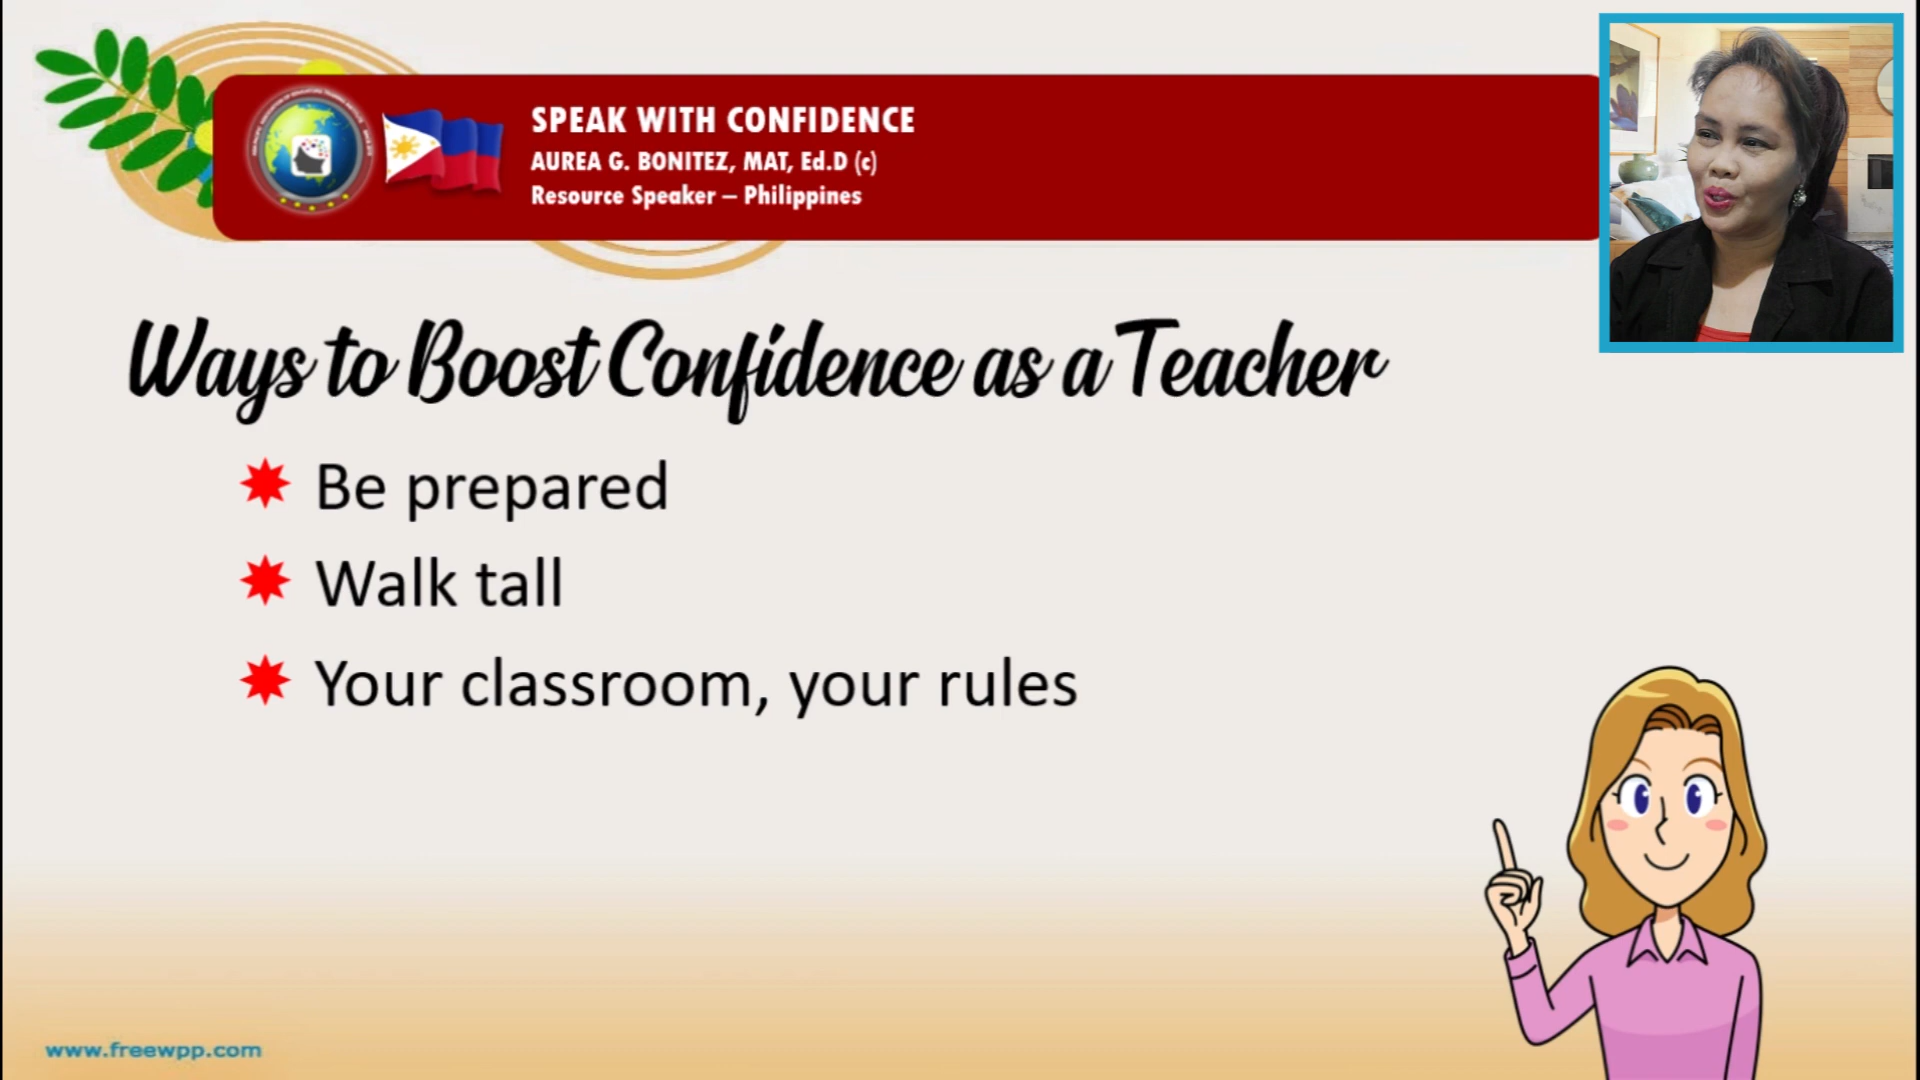 SPEAK WITH CONFIDENCE
AUREA G. BONITEZ, MAT, Ed.D (c)
Resource Speaker – Philippines
Ways to Boost Confidence as a Teacher
Be prepared
Walk tall
Your classroom, your rules
www.freewpp.com